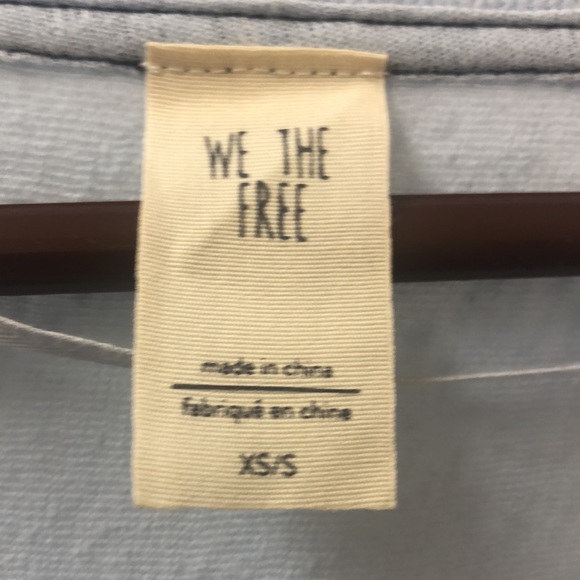 WE THE
FREE
made in china
fabriqué en chine
XS/S